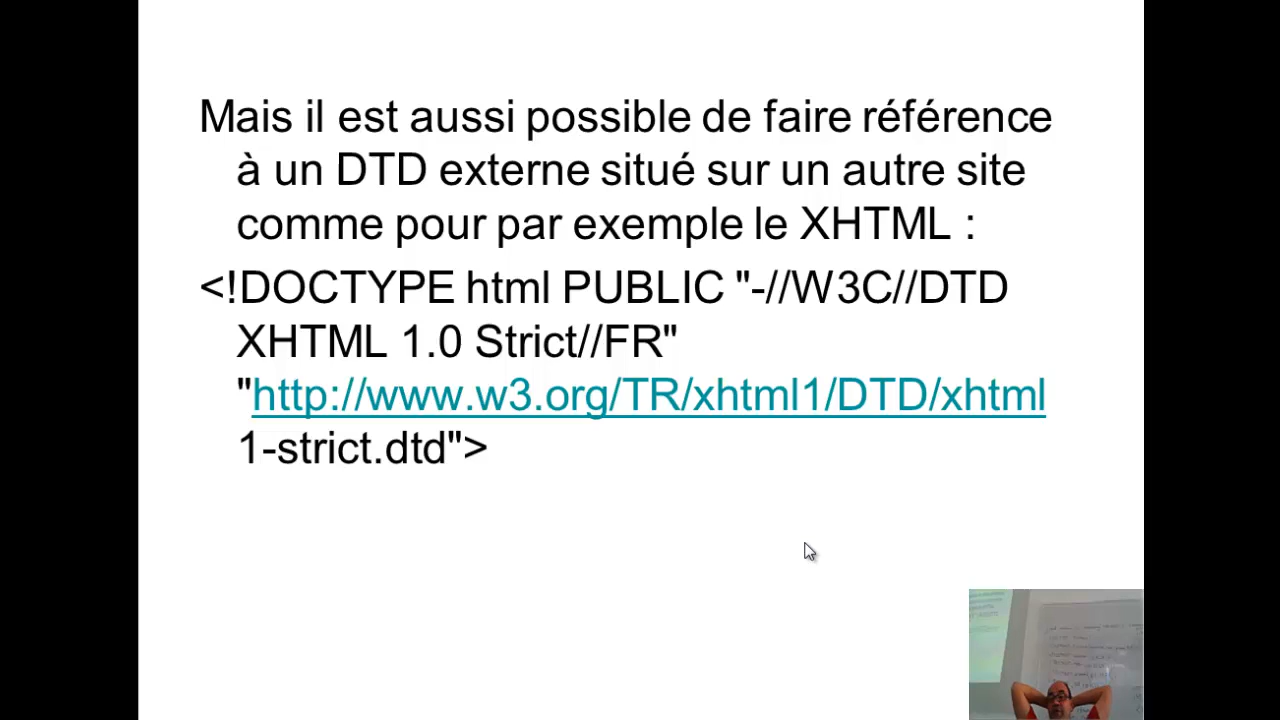 Mais il est aussi possible de faire référence
à un DTD externe situé sur un autre site
comme pour par exemple le XHTML :
<!DOCTYPE html PUBLIC "-//W3C//DTD
XHTML 1.0 Strict//FR"
"http://www.w3.org/TR/xhtml1/DTD/xhtml
1-strict.dtd">